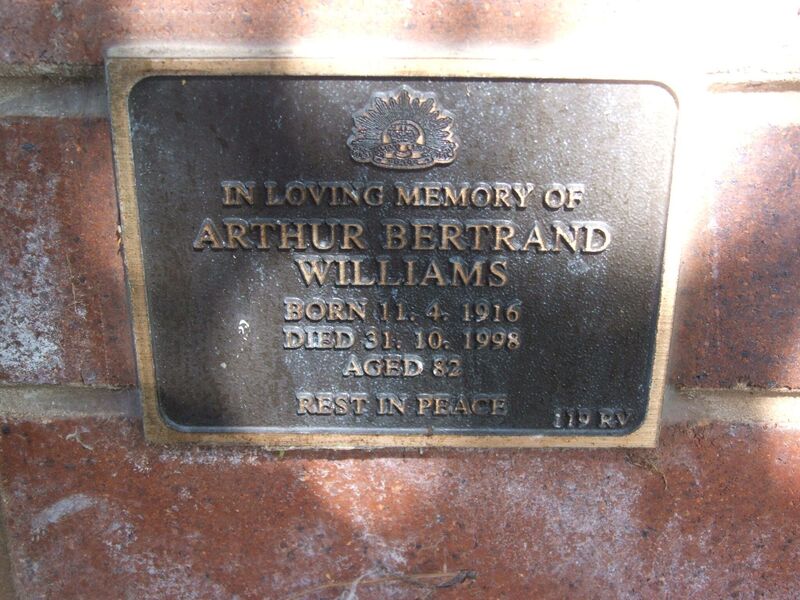 IN LOVING MEMORY OF
ARTHUR BERTRAND
WILLIAMS
BORN 11. 4. 1916
DIED 31. 10. 1998
AGED 82
REST IN PEACE
119 RV